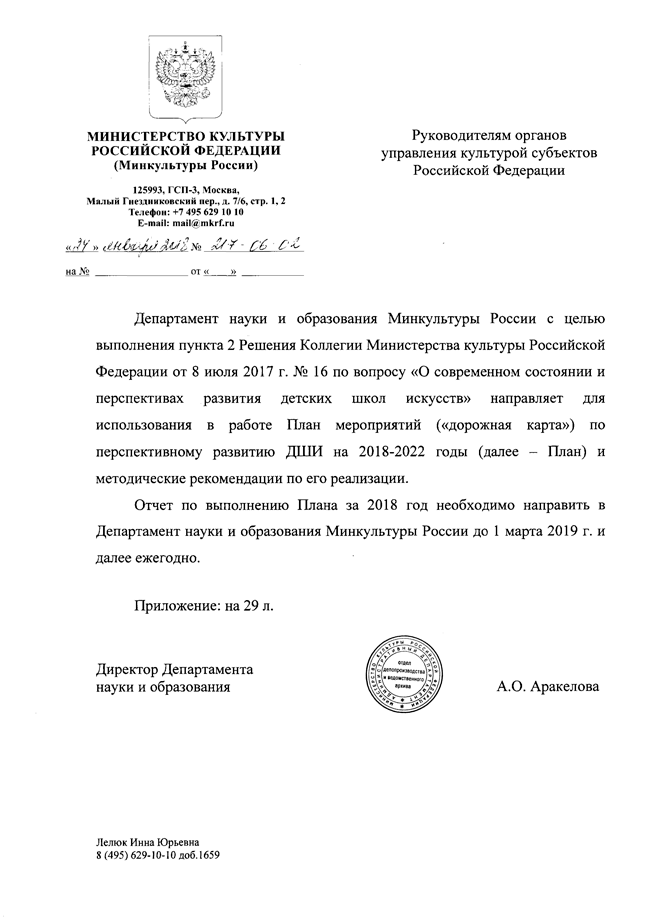 МИНИСТЕРСТВО КУЛЬТУРЫ
РОССИЙСКОЙ ФЕДЕРАЦИИ
(Минкультуры России)
125993, ГСП-3, Москва,
Малый Гнездниковский пер., д. 7/6, стр. 1, 2
Телефон: +7 495 629 10 10
E-mail: mail@mkrf.ru
«24» января 2018 № 217-06-02
на № от « »
Руководителям органов
управления культурой субъектов
Российской Федерации
Департамент науки и образования Минкультуры России с целью
выполнения пункта 2 Решения Коллегии Министерства культуры Российской
Федерации от 8 июля 2017 г. № 16 по вопросу «О современном состоянии и
перспективах развития детских школ искусств» направляет для
использования в работе План мероприятий («дорожная карта») по
перспективному развитию ДШИ на 2018-2022 годы (далее – План) и
методические рекомендации по его реализации.
Отчет по выполнению Плана за 2018 год необходимо направить в
Департамент науки и образования Минкультуры России до 1 марта 2019 г. и
далее ежегодно.
Приложение: на 29 л.
Директор Департамента
науки и образования
отдел
делопроизводства
и ведомственного
архива
А.О. Аракелова
Лелюк Инна Юрьевна
8 (495) 629-10-10 доб.1659